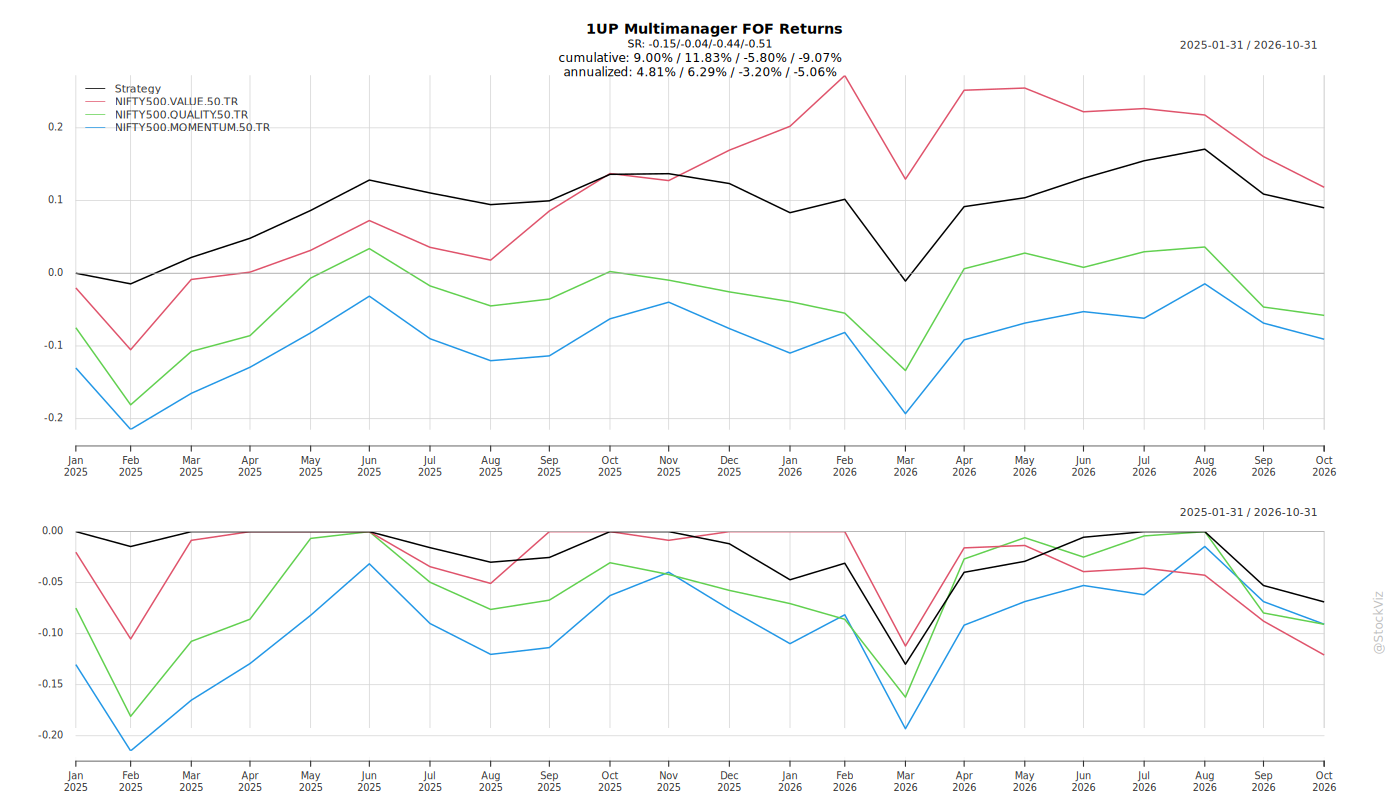 1UP Multimanager FOF Returns
SR: -0.15/-0.04/-0.44/-0.51
cumulative: 9.00% / 11.83% / -5.80% / -9.07%
annualized: 4.81% / 6.29% / -3.20% / -5.06%
2025-01-31 / 2026-10-31
Strategy
NIFTY500.VALUE.50.TR
NIFTY500.QUALITY.50.TR
NIFTY500.MOMENTUM.50.TR
0.2
0.1
0.0
-0.1
-0.2
Jan Feb Mar Apr May Jun Jul Aug Sep Oct Nov Dec Jan Feb Mar Apr May Jun Jul Aug Sep Oct
2025 2025 2025 2025 2025 2025 2025 2025 2025 2025 2025 2025 2026 2026 2026 2026 2026 2026 2026 2026 2026 2026
2025-01-31 / 2026-10-31
0.00
-0.05
-0.10
-0.15
-0.20
Jan Feb Mar Apr May Jun Jul Aug Sep Oct Nov Dec Jan Feb Mar Apr May Jun Jul Aug Sep Oct
2025 2025 2025 2025 2025 2025 2025 2025 2025 2025 2025 2025 2026 2026 2026 2026 2026 2026 2026 2026 2026 2026
@StockViz